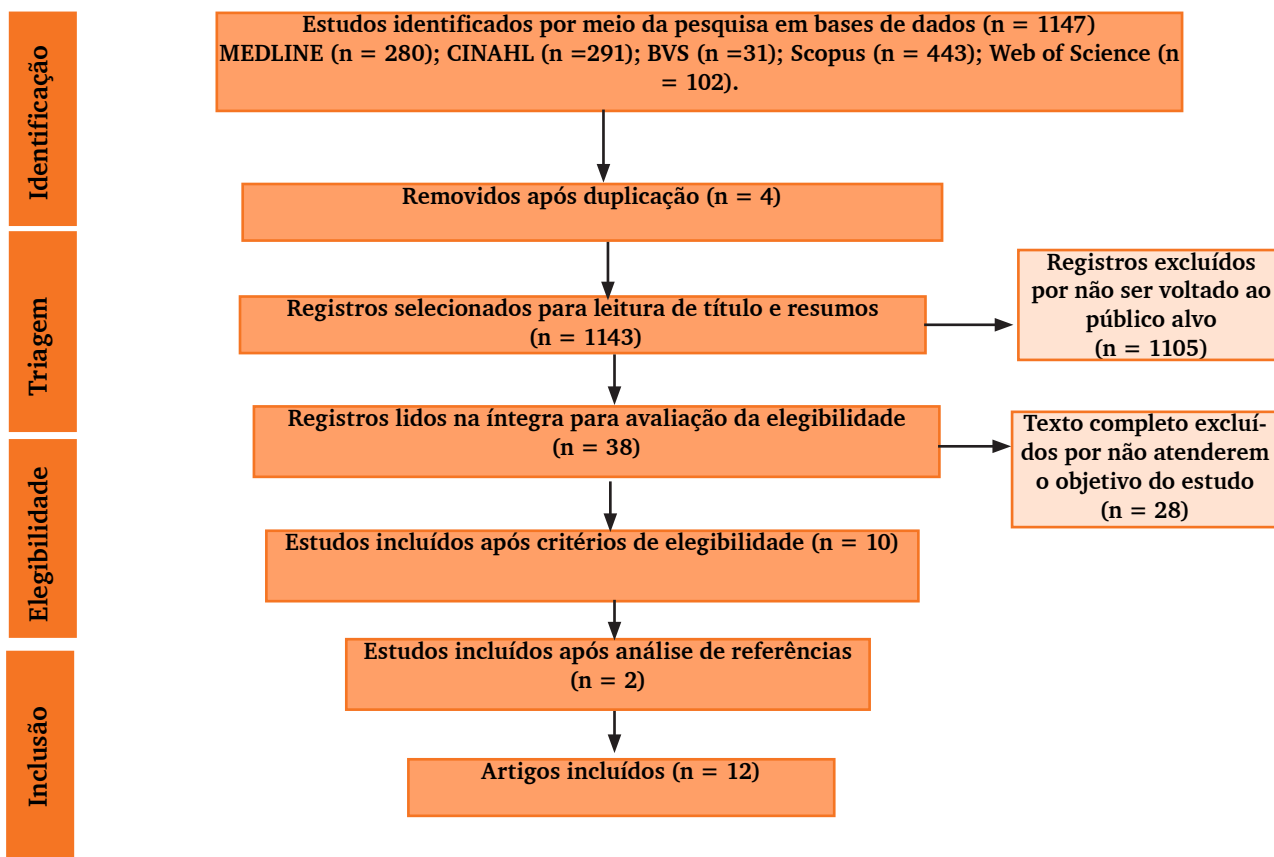 Identificação
Estudos identificados por meio da pesquisa em bases de dados (n = 1147)
MEDLINE (n = 280); CINAHL (n =291); BVS (n =31); Scopus (n = 443); Web of Science (n
= 102).
Removidos após duplicação (n = 4)
Triagem
Registros selecionados para leitura de título e resumos
(n = 1143)
Registros excluídos
por não ser voltado ao
público alvo
(n = 1105)
Registros lidos na íntegra para avaliação da elegibilidade
(n = 38)
Texto completo excluí-
dos por não atenderem
o objetivo do estudo
(n = 28)
Elegibilidade
Estudos incluídos após critérios de elegibilidade (n = 10)
Inclusão
Estudos incluídos após análise de referências
(n = 2)
Artigos incluídos (n = 12)